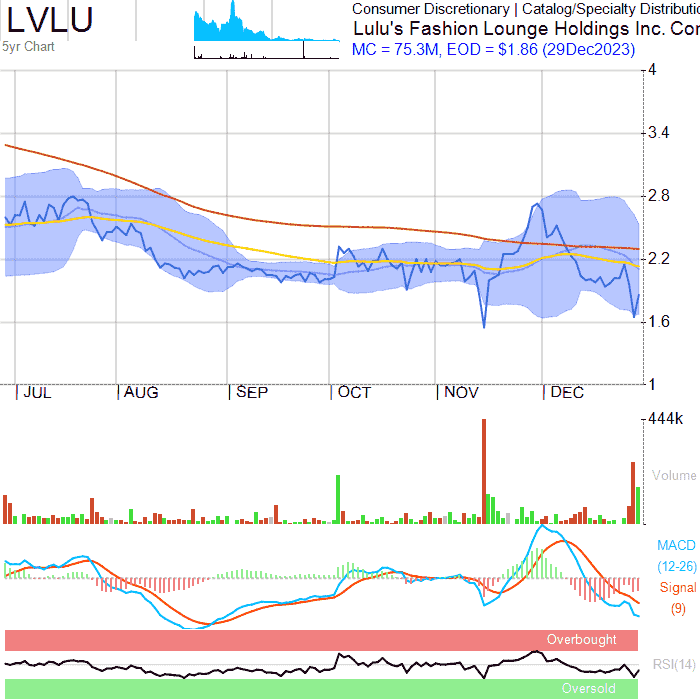 LVLU
5yr Chart
Consumer Discretionary | Catalog/Specialty Distributio
Lulu's Fashion Lounge Holdings Inc. Cor
MC = 75.3M, EOD = $1.86 (29Dec2023)
4
3.4
2.8
2.2
1.6
1
JUL AUG SEP OCT NOV DEC
444k
Volume
MACD
(12-26)
Signal
(9)
Overbought
RSI(14)
Oversold